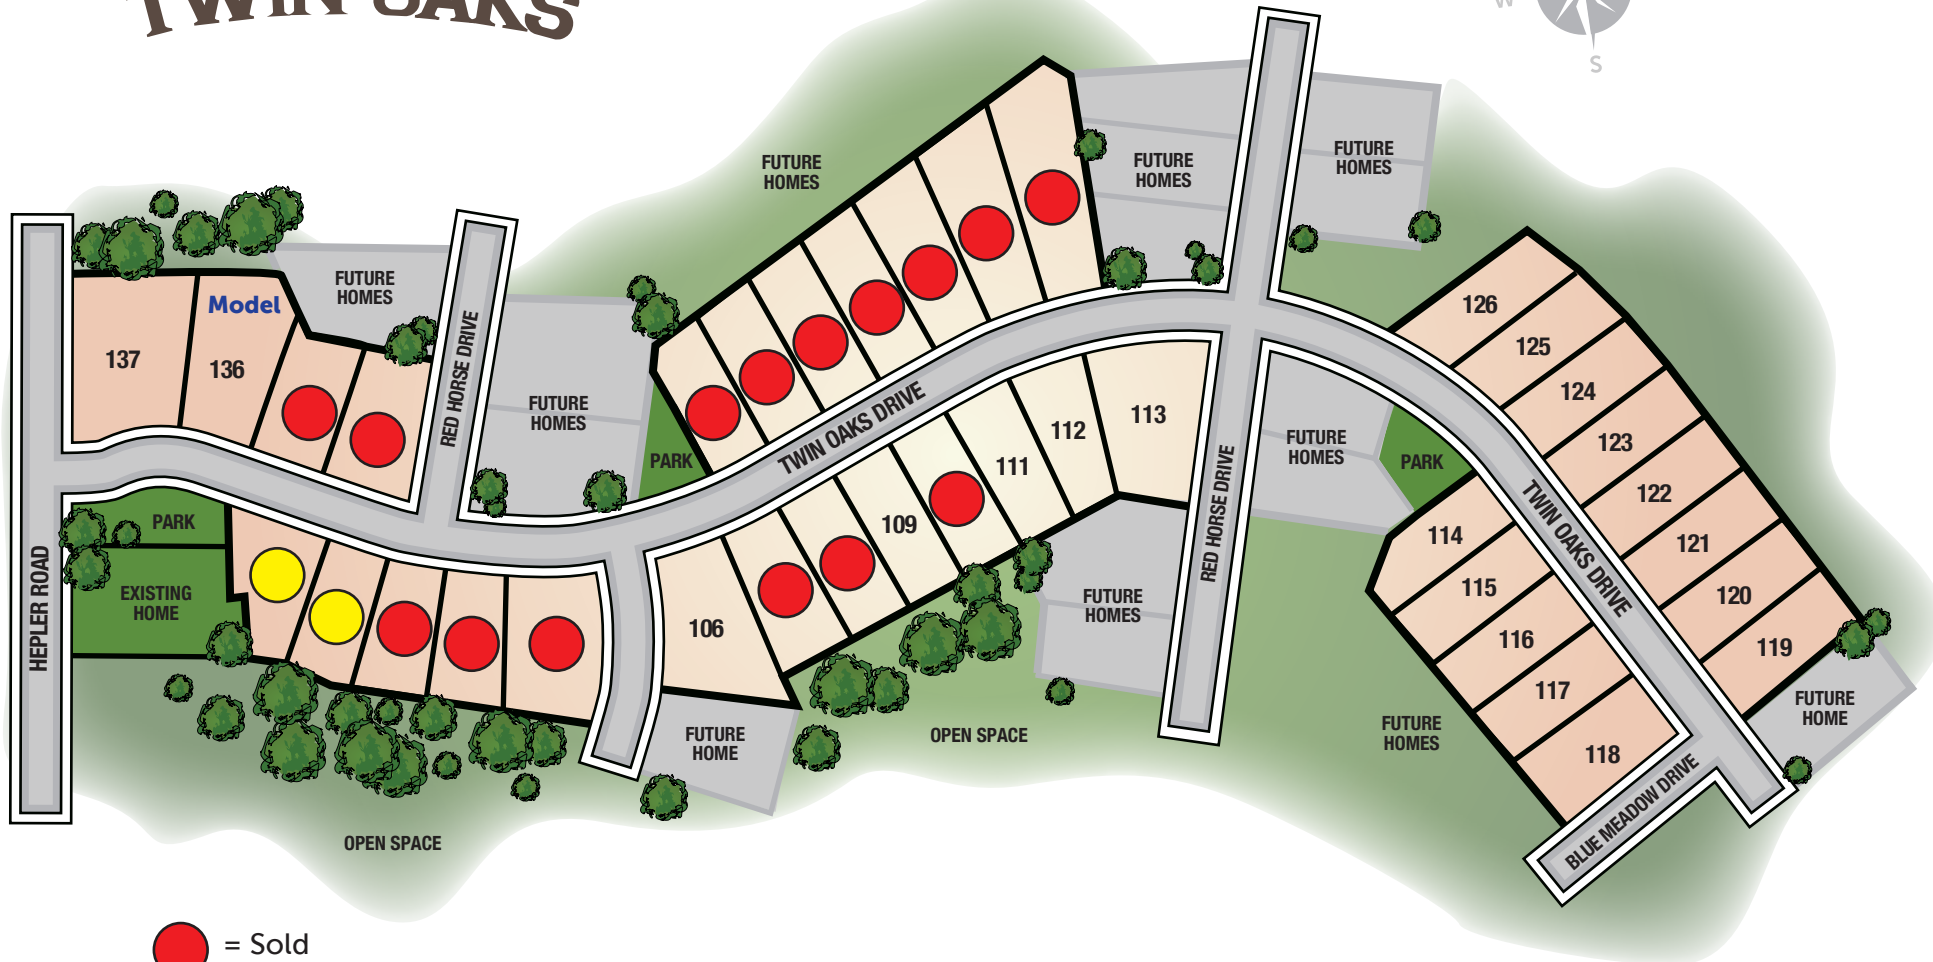 TWIN OAKS
W
S
FUTURE
HOMES
FUTURE
HOMES
FUTURE
HOMES
FUTURE
HOMES
Model
137
136
RED HORSE DRIVE
FUTURE
HOMES
PARK
TWIN OAKS DRIVE
126
125
124
123
122
121
120
119
113
112
111
109
106
RED HORSE DRIVE
FUTURE
HOMES
PARK
TWIN OAKS DRIVE
114
115
116
117
118
PARK
EXISTING
HOME
HEPLER ROAD
FUTURE
HOMES
FUTURE
HOME
FUTURE
HOME
OPEN SPACE
FUTURE
HOMES
BLUE MEADOW DRIVE
OPEN SPACE
= Sold